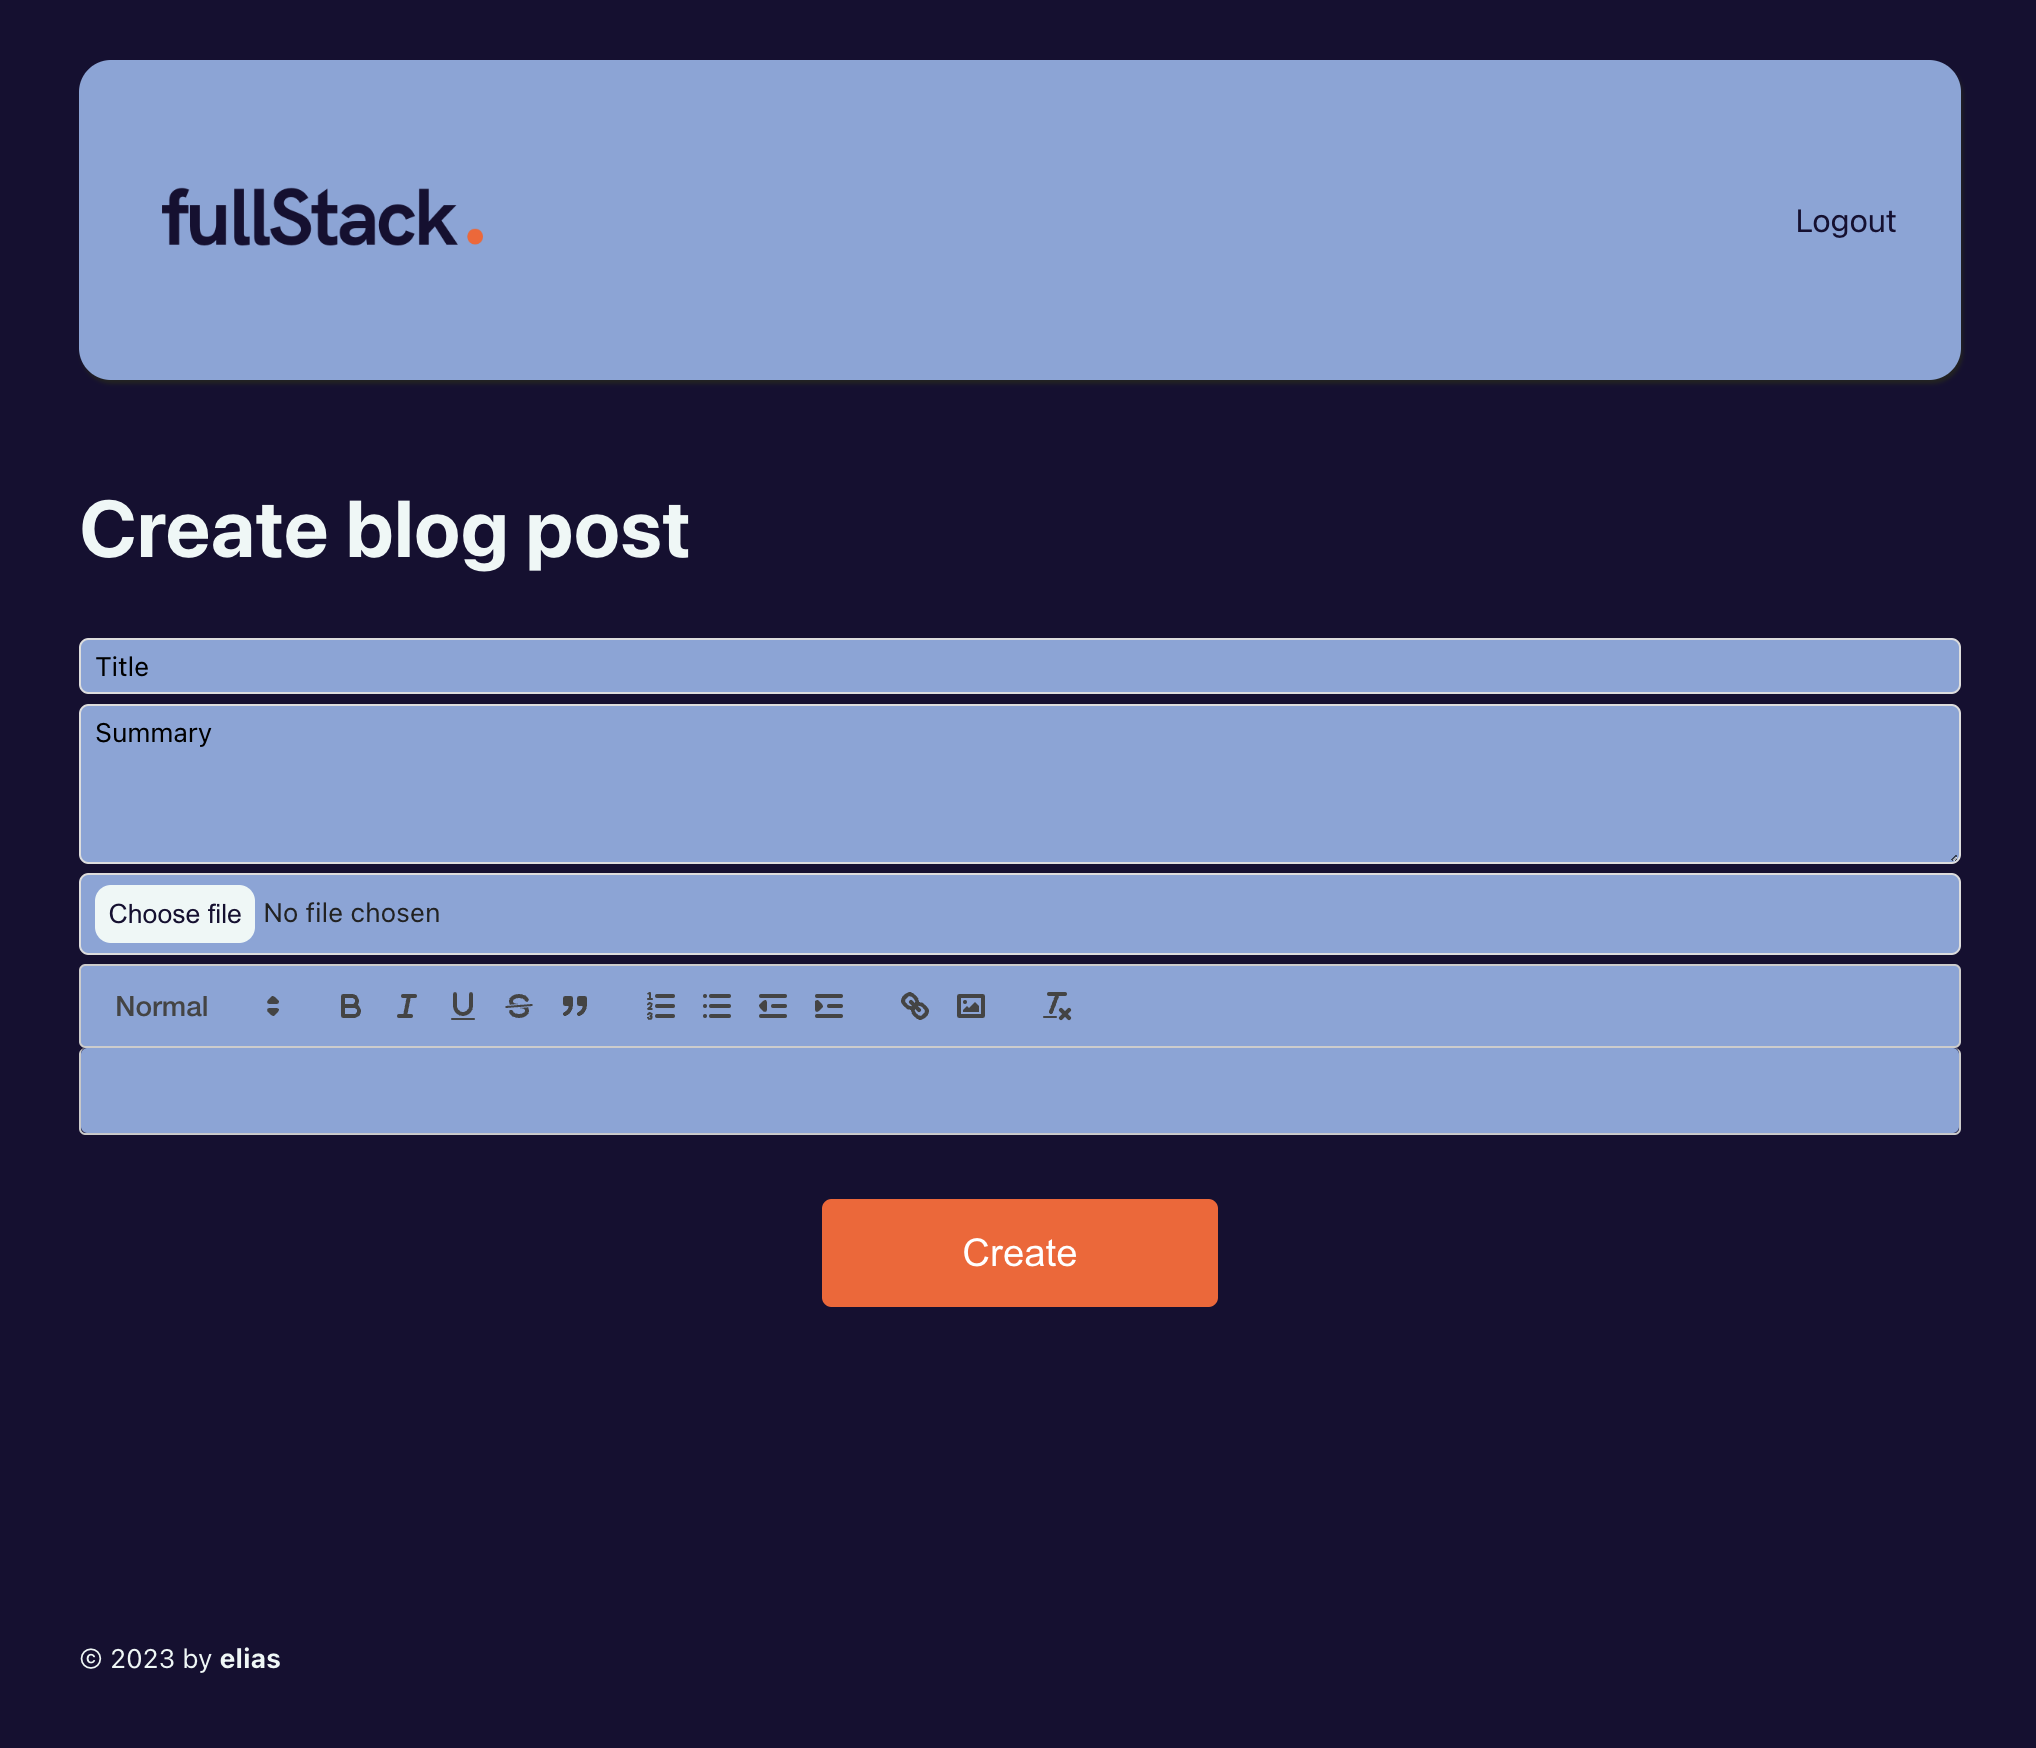 fullStack.
Logout
Create blog post
Title
Summary
Choose file No file chosen
Normal
Create
© 2023 by elias